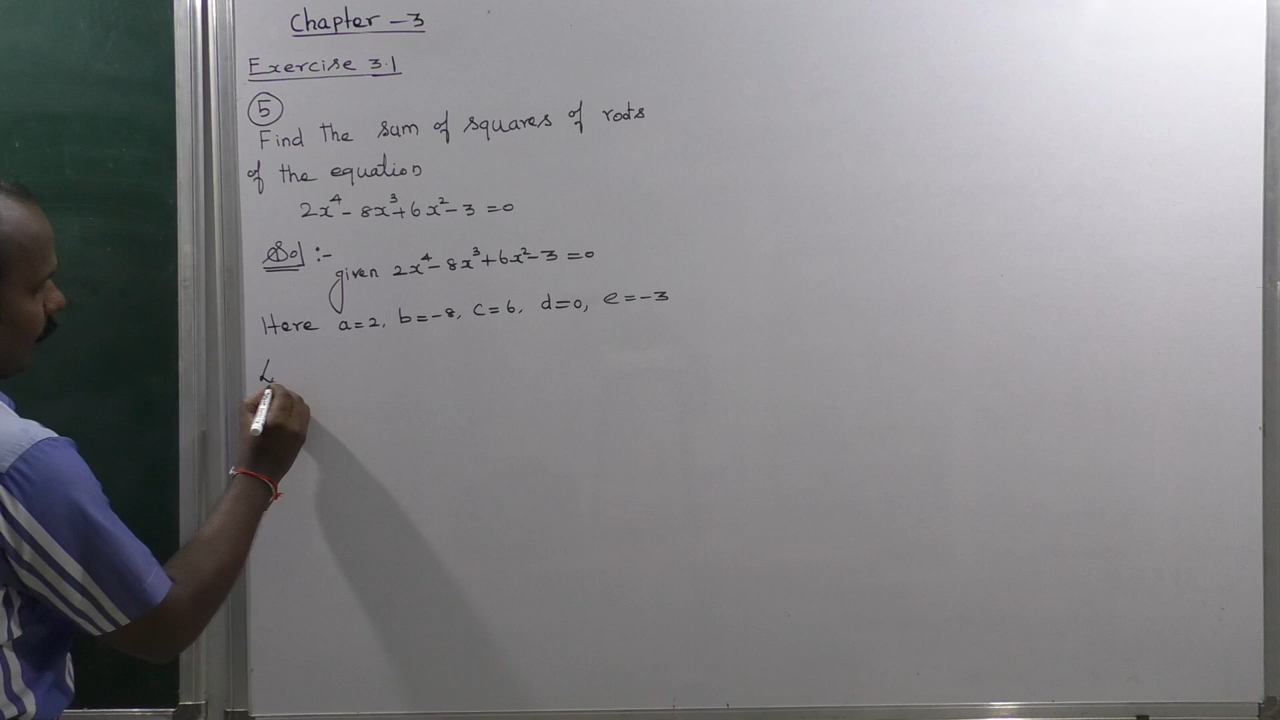 Chapter - 3
Exercise 3.1
5
Find the sum of squares of roots
of the equation
2x⁴ - 8x³ + 6x² - 3 = 0
Sol :-
given 2x⁴ - 8x³ + 6x² - 3 = 0
Here a = 2, b = -8, c = 6, d = 0, e = -3
L